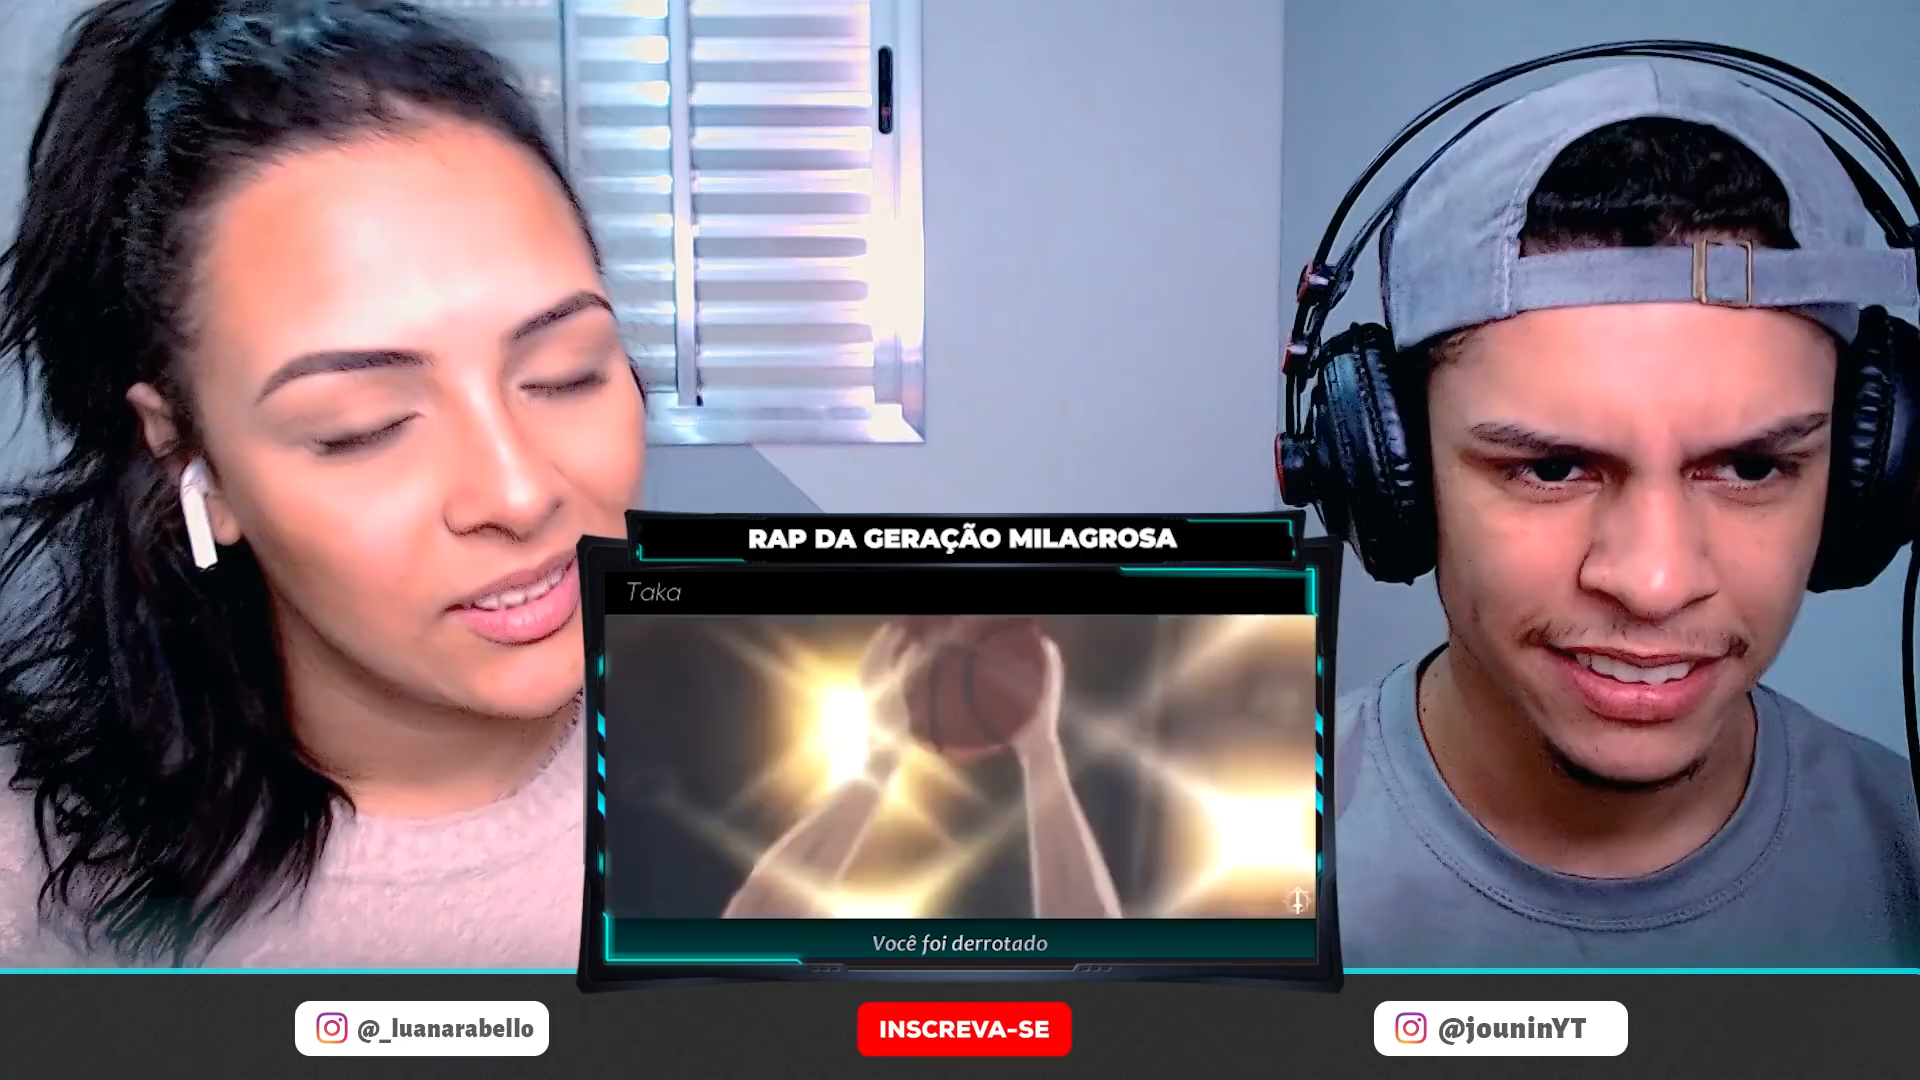 RAP DA GERAÇÃO MILAGROSA
Taka
Você foi derrotado
@_luanarabello
INSCREVA-SE
@jouninYT